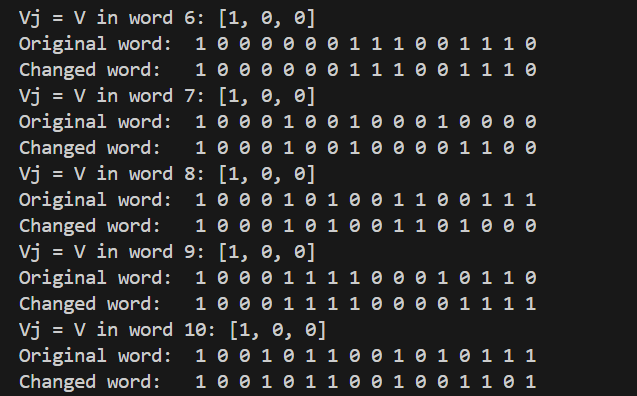 Vj = V in word 6: [1, 0, 0]
Original word:  1 0 0 0 0 0 0 1 1 1 0 0 1 1 1 0
Changed word:   1 0 0 0 0 0 0 1 1 1 0 0 1 1 1 0
Vj = V in word 7: [1, 0, 0]
Original word:  1 0 0 0 1 0 0 1 0 0 0 1 0 0 0 0
Changed word:   1 0 0 0 1 0 0 1 0 0 0 0 1 1 0 0
Vj = V in word 8: [1, 0, 0]
Original word:  1 0 0 0 1 0 1 0 0 1 1 0 0 1 1 1
Changed word:   1 0 0 0 1 0 1 0 0 1 1 0 1 0 0 0
Vj = V in word 9: [1, 0, 0]
Original word:  1 0 0 0 1 1 1 1 0 0 0 1 0 1 1 0
Changed word:   1 0 0 0 1 1 1 1 0 0 0 0 1 1 1 1
Vj = V in word 10: [1, 0, 0]
Original word:  1 0 0 1 0 1 1 0 0 1 0 1 0 1 1 1
Changed word:   1 0 0 1 0 1 1 0 0 1 0 0 1 1 0 1